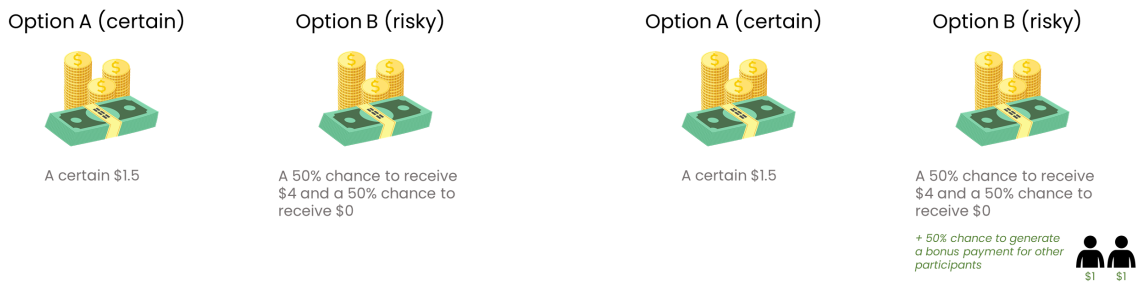 Option A (certain)
Option B (risky)
A certain $1.5
A 50% chance to receive
$4 and a 50% chance to
receive $0
Option A (certain)
Option B (risky)
A certain $1.5
A 50% chance to receive
$4 and a 50% chance to
receive $0
+ 50% chance to generate
a bonus payment for other
participants
$1 $1